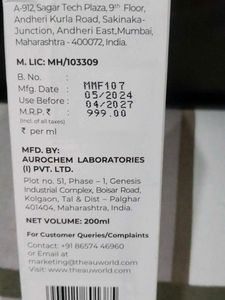 A-912, Sagar Tech Plaza, 9th Floor,
Andheri Kurla Road, Sakinaka-
Junction, Andheri East,Mumbai,
Maharashtra - 400072, India.
M. LIC: MH/103309
B. No. : MMF107
Mfg. Date : 05/2024
Use Before : 04/2027
M.R.P. ₹ : 999.00
(Incl. of all taxes)
₹ per ml
MFD. BY:
AUROCHEM LABORATORIES
(I) PVT. LTD.
Plot no. 51, Phase – 1, Genesis
Industrial Complex, Boisar Road,
Kolgaon, Tal & Dist – Palghar
401404, Maharashtra, India.
NET VOLUME: 200ml
For Customer Queries/Complaints
Contact +91 86574 46960
or Email at
marketing@theauworld.com
Visit: www.theauworld.com